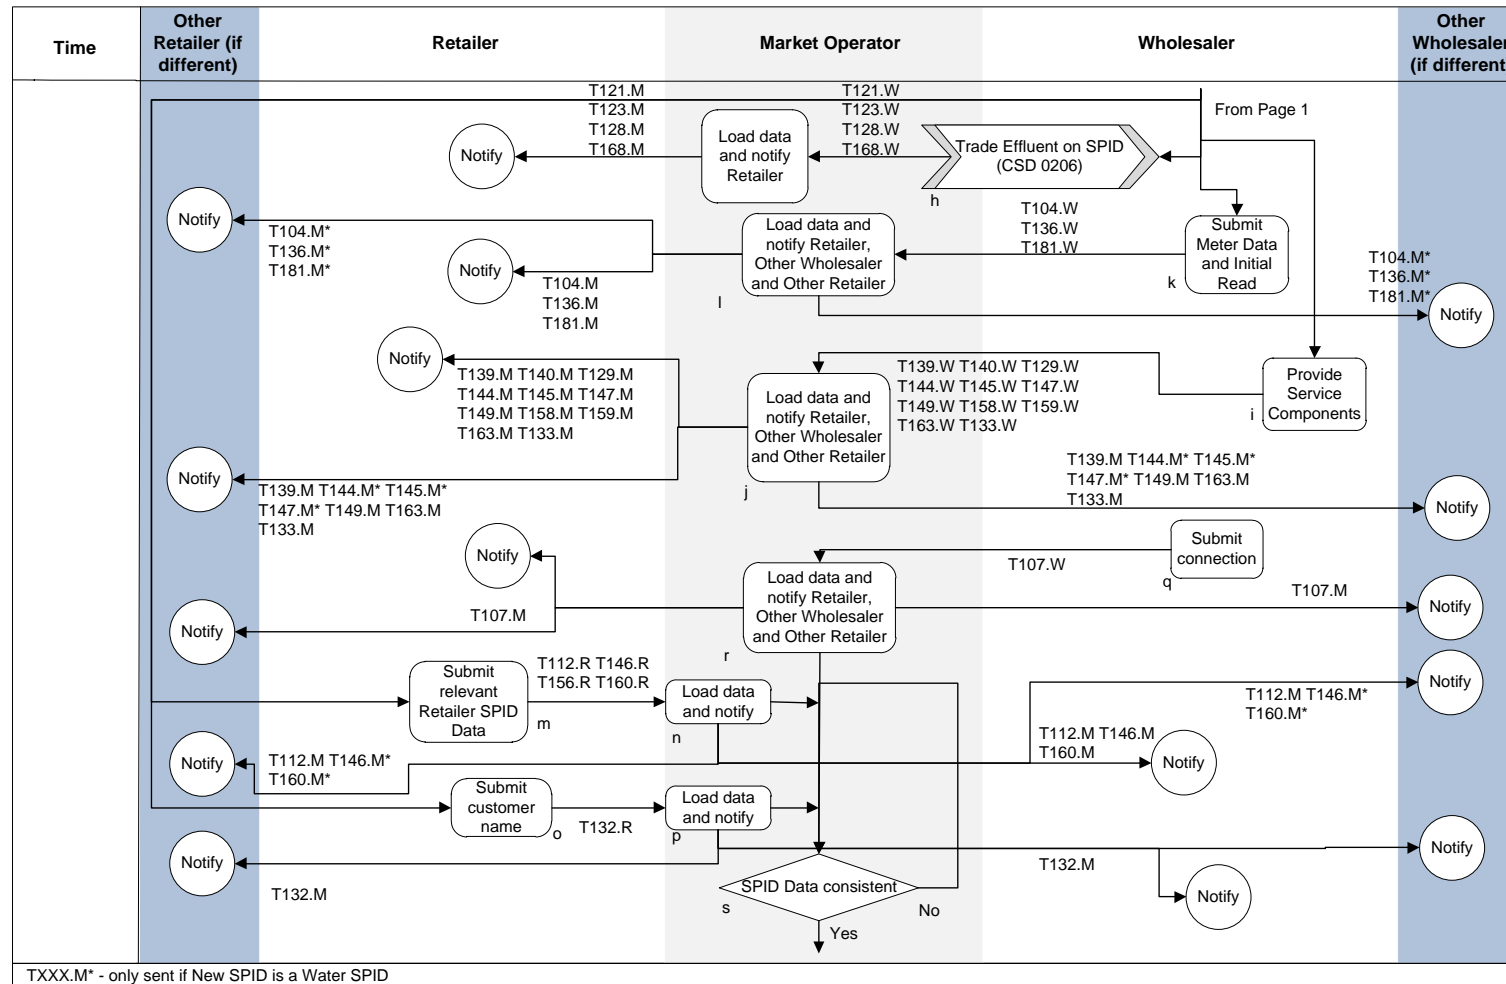 Time
Other
Retailer (if
different)
Retailer
Market Operator
Wholesaler
Other
Wholesaler
(if different
From Page 1
T121.M
T123.M
T128.M
T168.M
T121.W
T123.W
T128.W
T168.W
Notify
Load data
and notify
Retailer
Trade Effluent on SPID
(CSD 0206)
h
Notify
T104.M*
T136.M*
T181.M*
Notify
T104.M
T136.M
T181.M
Load data and
notify Retailer,
Other Wholesaler
and Other Retailer
l
T104.W
T136.W
T181.W
Submit
Meter Data
and Initial
Read
k
T104.M*
T136.M*
T181.M*
Notify
Notify
T139.M T140.M T129.M
T144.M T145.M T147.M
T149.M T158.M T159.M
T163.M T133.M
Load data and
notify Retailer,
Other Wholesaler
and Other Retailer
j
T139.W T140.W T129.W
T144.W T145.W T147.W
T149.W T158.W T159.W
T163.W T133.W
Provide
Service
Components
i
Notify
T139.M T144.M* T145.M*
T147.M* T149.M T163.M
T133.M
T139.M T144.M* T145.M*
T147.M* T149.M T163.M
T133.M
Notify
Notify
T107.W
Submit
connection
q
Notify
T107.M
Load data and
notify Retailer,
Other Wholesaler
and Other Retailer
r
T107.M
Notify
Submit
relevant
Retailer SPID
Data
m
T112.R T146.R
T156.R T160.R
Load data
and notify
n
T112.M T146.M*
T160.M*
Notify
Notify
T112.M T146.M*
T160.M*
T112.M T146.M
T160.M
Notify
Submit
customer
name
o
T132.R
Load data
and notify
p
Notify
T132.M
T132.M
Notify
Notify
SPID Data consistent
s
No
Yes
TXXX.M* - only sent if New SPID is a Water SPID